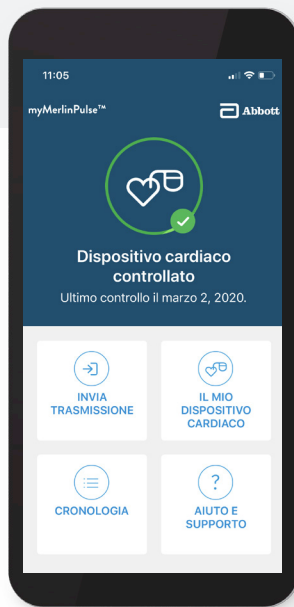 11:05
myMerlinPulse™
Abbott
Dispositivo cardiaco
controllato
Ultimo controllo il marzo 2, 2020.
INVIA
TRASMISSIONE
IL MIO
DISPOSITIVO
CARDIACO
CRONOLOGIA
?
AIUTO E
SUPPORTO